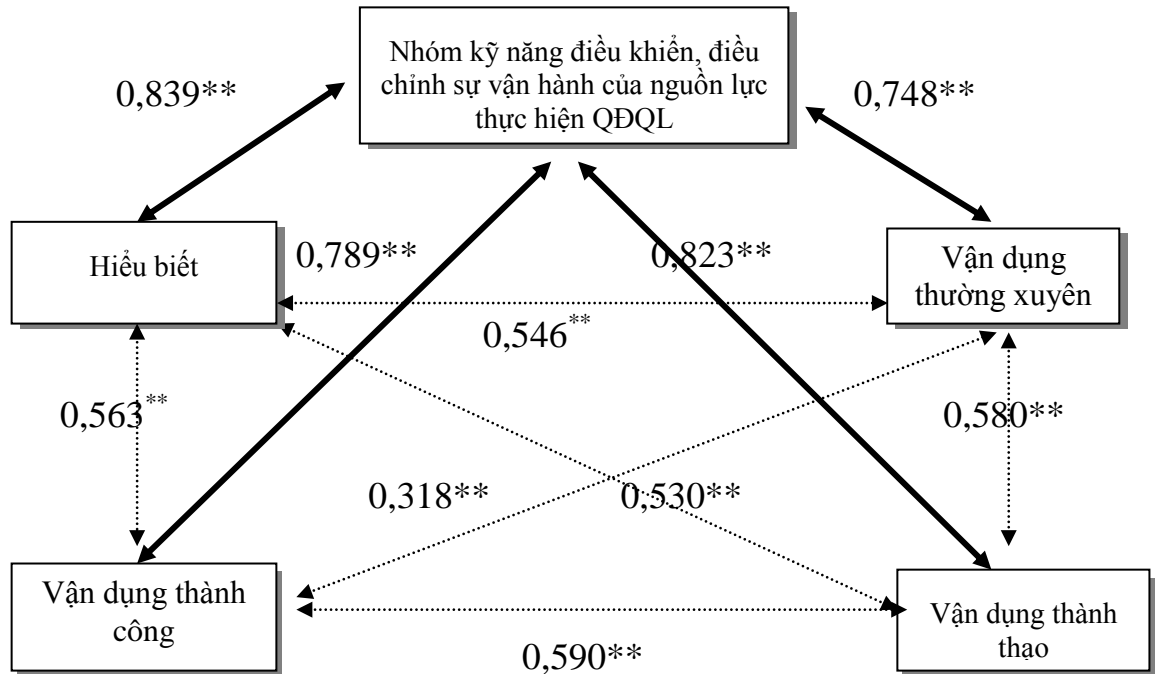 Nhóm kỹ năng điều khiển, điều
chỉnh sự vận hành của nguồn lực
thực hiện QĐQL
0,839**
0,748**
Hiểu biết
0,789**
0,823**
Vận dụng
thường xuyên
0,546**
0,563**
0,580**
0,318**
0,530**
Vận dụng thành
công
Vận dụng thành
thạo
0,590**